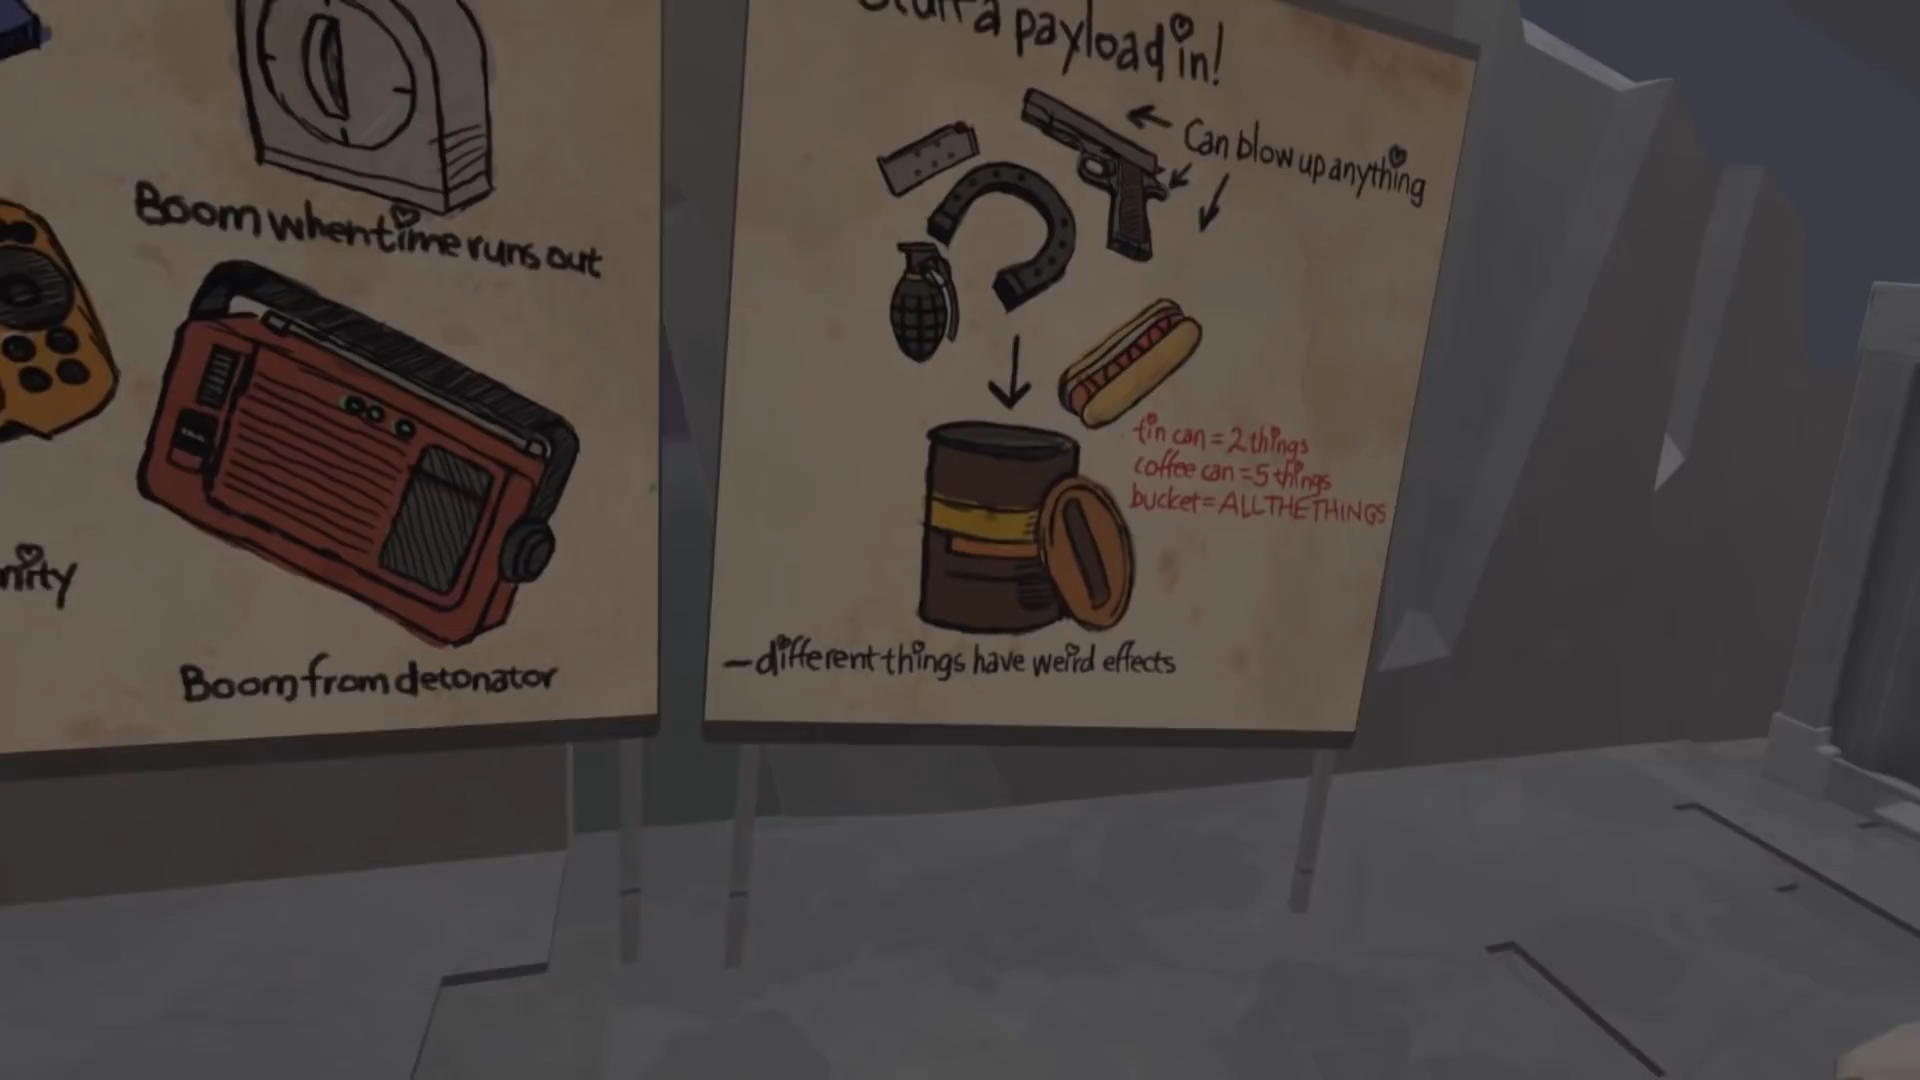 Boom when time runs out
Boom from detonator
a payload in!
Can blow up anything
tin can = 2 things
coffee can = 5 things
bucket = ALL THE THINGS
- different things have weird effects